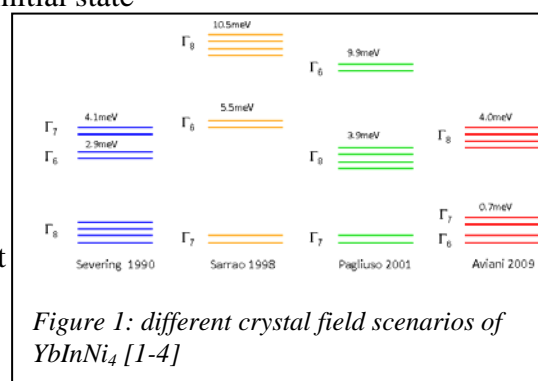 initial state
10.5meV
Γ8
9.9meV
Γ6
4.1meV
5.5meV
4.0meV
Γ7
Γ6
3.9meV
Γ8
2.9meV
Γ6
Γ8
0.7meV
Γ7
Γ8
Γ7
Γ7
Γ6
t
Severing 1990
Sarrao 1998
Pagliuso 2001
Aviani 2009
Figure 1: different crystal field scenarios of
YbInNi4 [1-4]